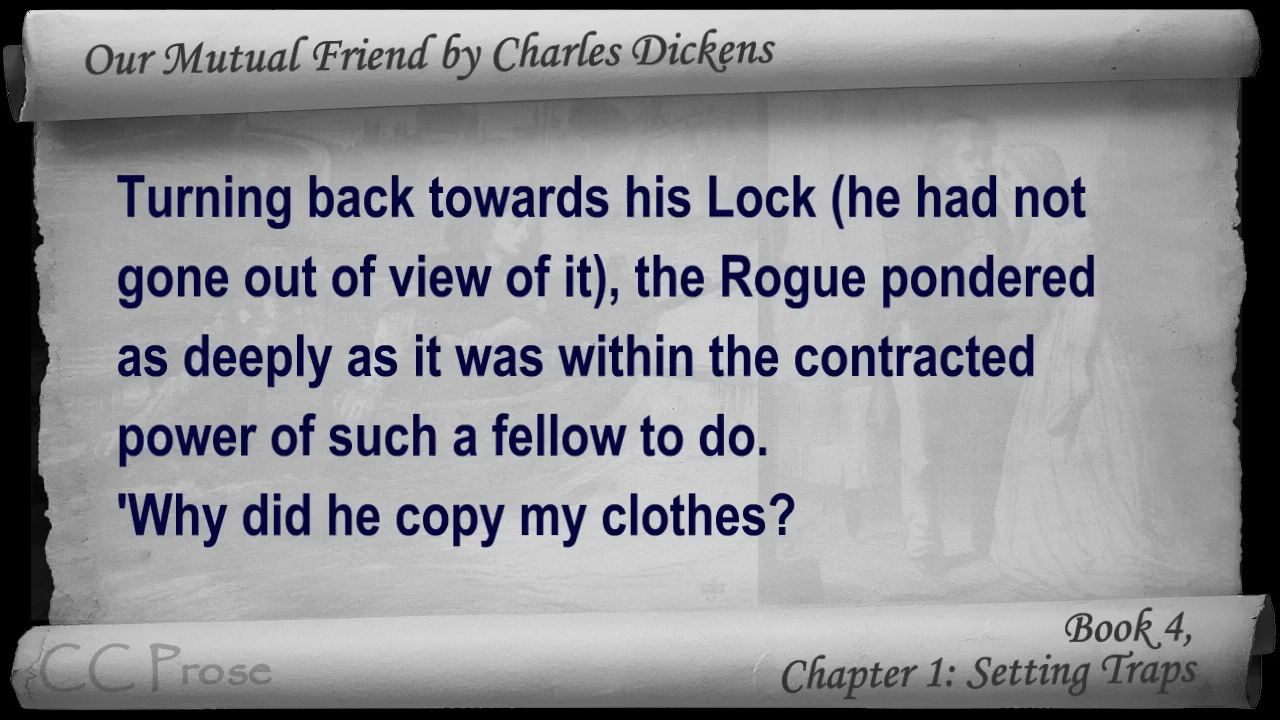 Our Mutual Friend by Charles Dickens
Turning back towards his Lock (he had not
gone out of view of it), the Rogue pondered
as deeply as it was within the contracted
power of such a fellow to do.
'Why did he copy my clothes?
Book 4,
Chapter 1: Setting Traps
CC Prose